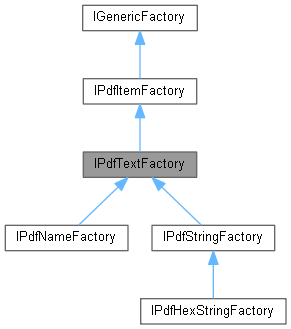 IGenericFactory
IPdfItemFactory
IPdfTextFactory
IPdfNameFactory
IPdfStringFactory
IPdfHexStringFactory